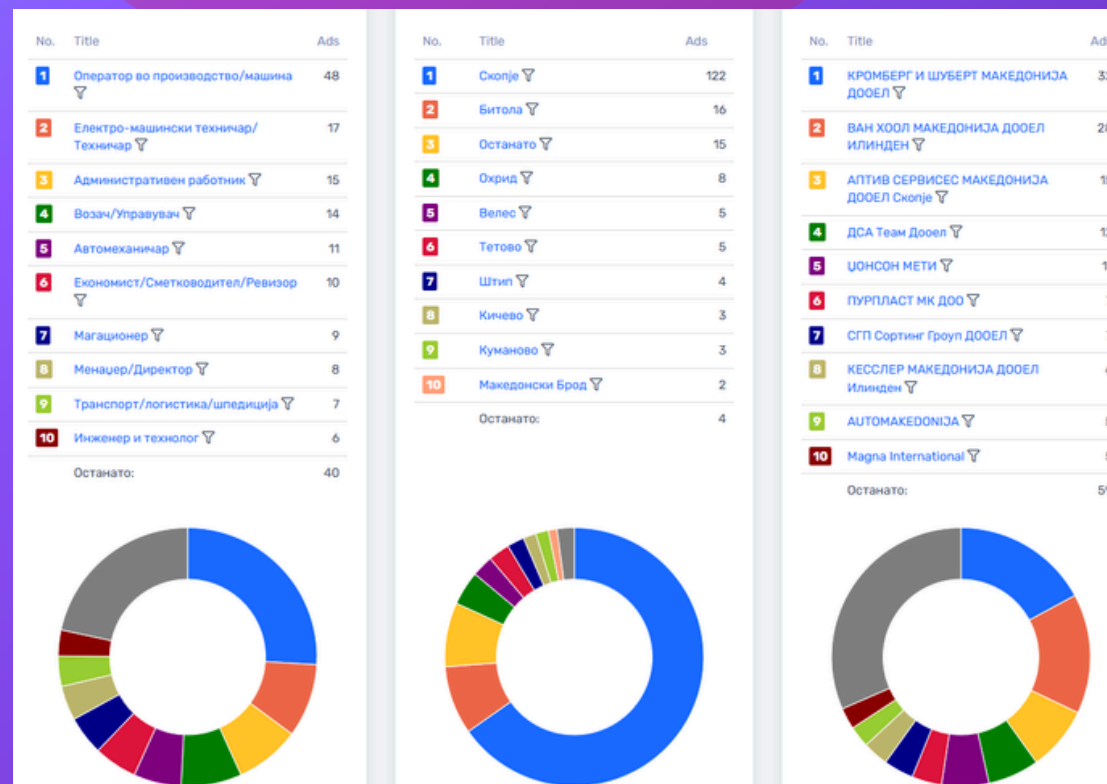 No. Title Ads
1 Оператор во производство/машина 48
2 Електро-машински техничар/
Техничар 17
3 Административен работник 15
4 Возач/Управувач 14
5 Автомеханичар 11
6 Економист/Сметководител/Ревизор 10
7 Магационер 9
8 Менаџер/Директор 8
9 Транспорт/логистика/шпедиција 7
10 Инженер и технолог 6
Останато: 40
No. Title Ads
1 Скопје 122
2 Битола 16
3 Останато 15
4 Охрид 8
5 Велес 5
6 Тетово 5
7 Штип 4
8 Кичево 3
9 Куманово 3
10 Македонски Брод 2
Останато: 4
No. Title
1 КРОМБЕРГ И ШУБЕРТ МАКЕДОНИЈА
ДООЕЛ
2 ВАН ХООЛ МАКЕДОНИЈА ДООЕЛ
ИЛИНДЕН
3 АПТИВ СЕРВИСЕС МАКЕДОНИЈА
ДООЕЛ Скопје
4 ДСА Теам Дооел
5 ЏОНСОН МЕТИ
6 ПУРПЛАСТ МК ДОО
7 СГП Сортинг Гроуп ДООЕЛ
8 КЕССЛЕР МАКЕДОНИЈА ДООЕЛ
Илинден
9 AUTOMAKEDONIJA
10 Magna International
Останато: